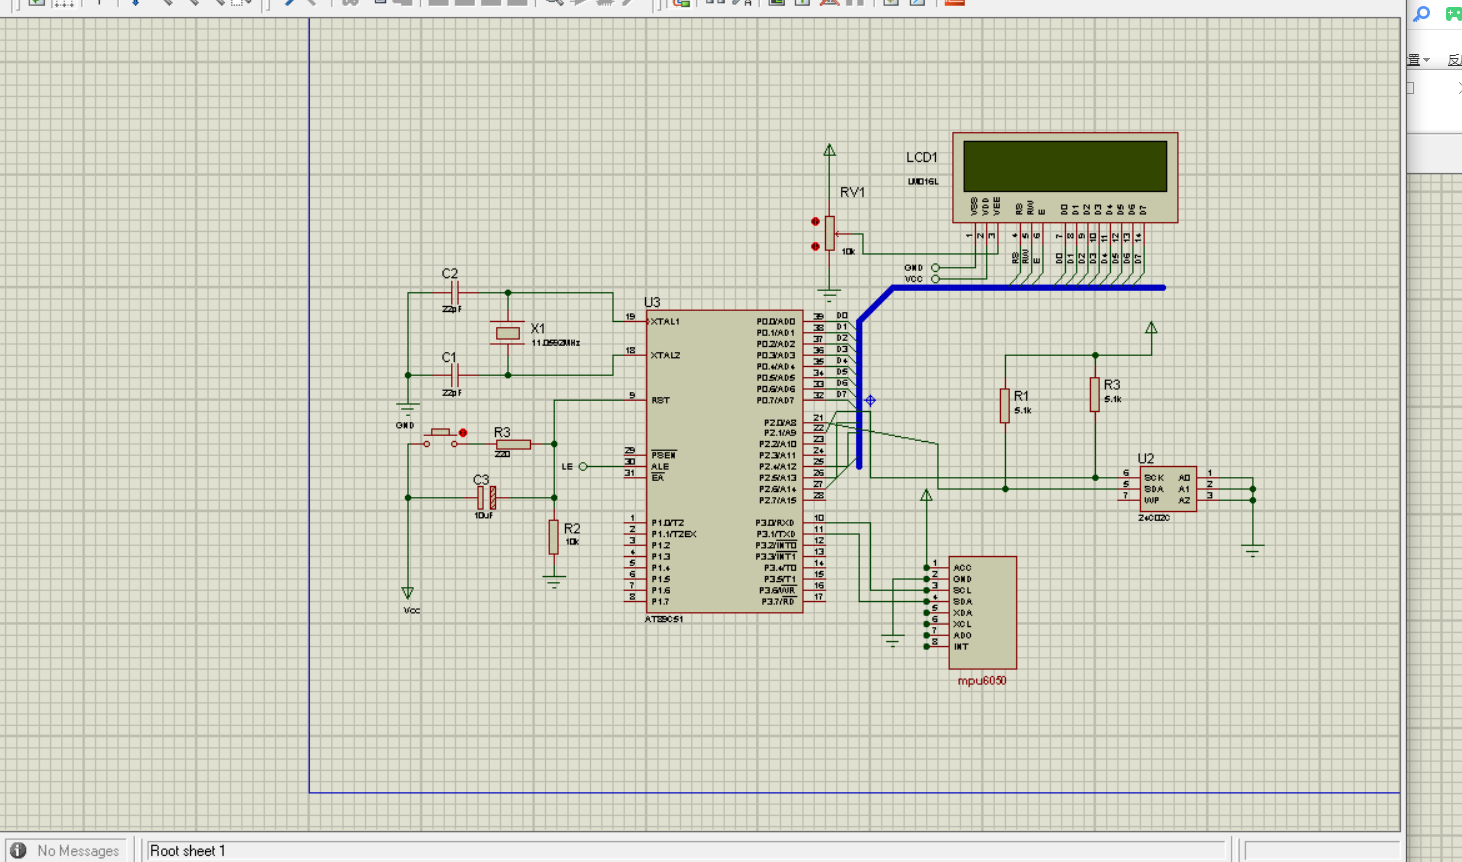 置
反
LCD1
LM016L
RV1
10k
VSS
VDD
VEE
RS
RW
E
D0
D1
D2
D3
D4
D5
D6
D7
1
2
3
4
5
6
7
8
9
10
11
12
13
14
RS
RW
E
D0
D1
D2
D3
D4
D5
D6
D7
GND
VCC
C2
22pF
X1
11.0592MHz
C1
22pF
GND
R3
220
LE
C3
10uF
R2
10k
Vcc
U3
19 XTAL1
18 XTAL2
9 RST
29 PSEN
30 ALE
31 EA
1 P1.0/T2
2 P1.1/T2EX
3 P1.2
4 P1.3
5 P1.4
6 P1.5
7 P1.6
8 P1.7
P0.0/AD0 39 D0
P0.1/AD1 38 D1
P0.2/AD2 37 D2
P0.3/AD3 36 D3
P0.4/AD4 35 D4
P0.5/AD5 34 D5
P0.6/AD6 33 D6
P0.7/AD7 32 D7
P2.0/A8 21
P2.1/A9 22
P2.2/A10 23
P2.3/A11 24
P2.4/A12 25
P2.5/A13 26
P2.6/A14 27
P2.7/A15 28
P3.0/RXD 10
P3.1/TXD 11
P3.2/INT0 12
P3.3/INT1 13
P3.4/T0 14
P3.5/T1 15
P3.6/WR 16
P3.7/RD 17
AT89C51
R1
5.1k
R3
5.1k
U2
6 SCK A0 1
5 SDA A1 2
7 WP A2 3
24C02C
1 ACC
2 GND
3 SCL
4 SDA
5 XDA
6 XCL
7 ADO
8 INT
mpu6050
No Messages
Root sheet 1